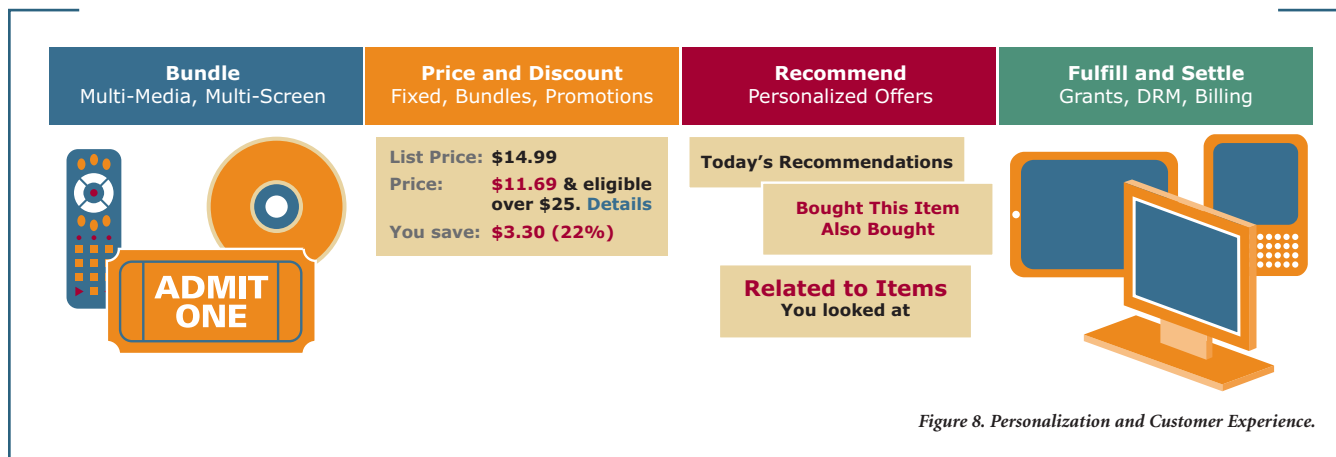 Bundle
Multi-Media, Multi-Screen
Price and Discount
Fixed, Bundles, Promotions
Recommend
Personalized Offers
Fulfill and Settle
Grants, DRM, Billing
ADMIT
ONE
List Price: $14.99
Price: $11.69 & eligible
over $25. Details
You save: $3.30 (22%)
Today's Recommendations
Bought This Item
Also Bought
Related to Items
You looked at
Figure 8. Personalization and Customer Experience.